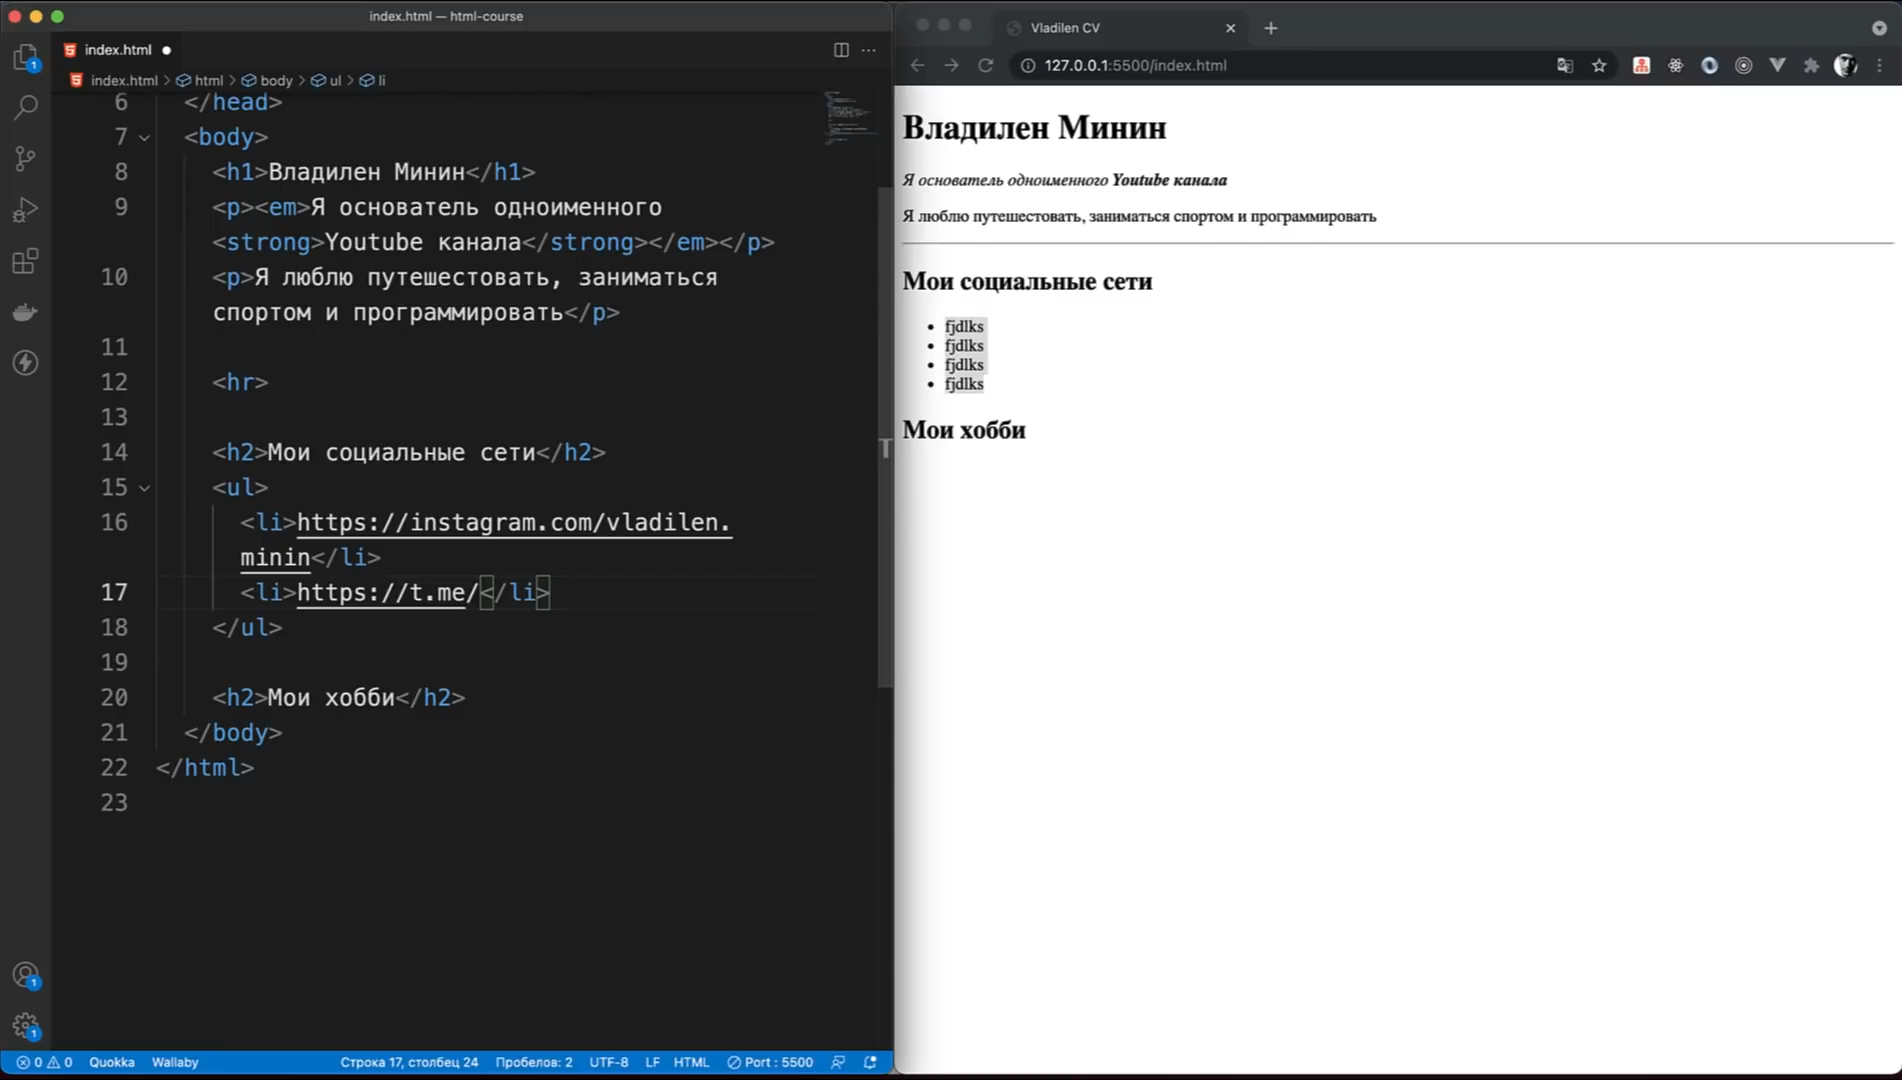 index.html — html-course
index.html
index.html > html > body > ul > li
6 </head>
7 <body>
8 <h1>Владилен Минин</h1>
9 <p><em>Я основатель одноименного
<strong>Youtube канала</strong></em></p>
10 <p>Я люблю путешествовать, заниматься
спортом и программировать</p>
11
12 <hr>
13
14 <h2>Мои социальные сети</h2>
15 <ul>
16 <li>https://instagram.com/vladilen.
minin</li>
17 <li>https://t.me/</li>
18 </ul>
19
20 <h2>Мои хобби</h2>
21 </body>
22 </html>
23
1
1
1
0 0 Quokka Wallaby Строка 17, столбец 24 Пробелов: 2 UTF-8 LF HTML Port : 5500
Vladilen CV
127.0.0.1:5500/index.html
Владилен Минин
Я основатель одноименного Youtube канала
Я люблю путешествовать, заниматься спортом и программировать
Мои социальные сети
fjdlks
fjdlks
fjdlks
fjdlks
Мои хобби